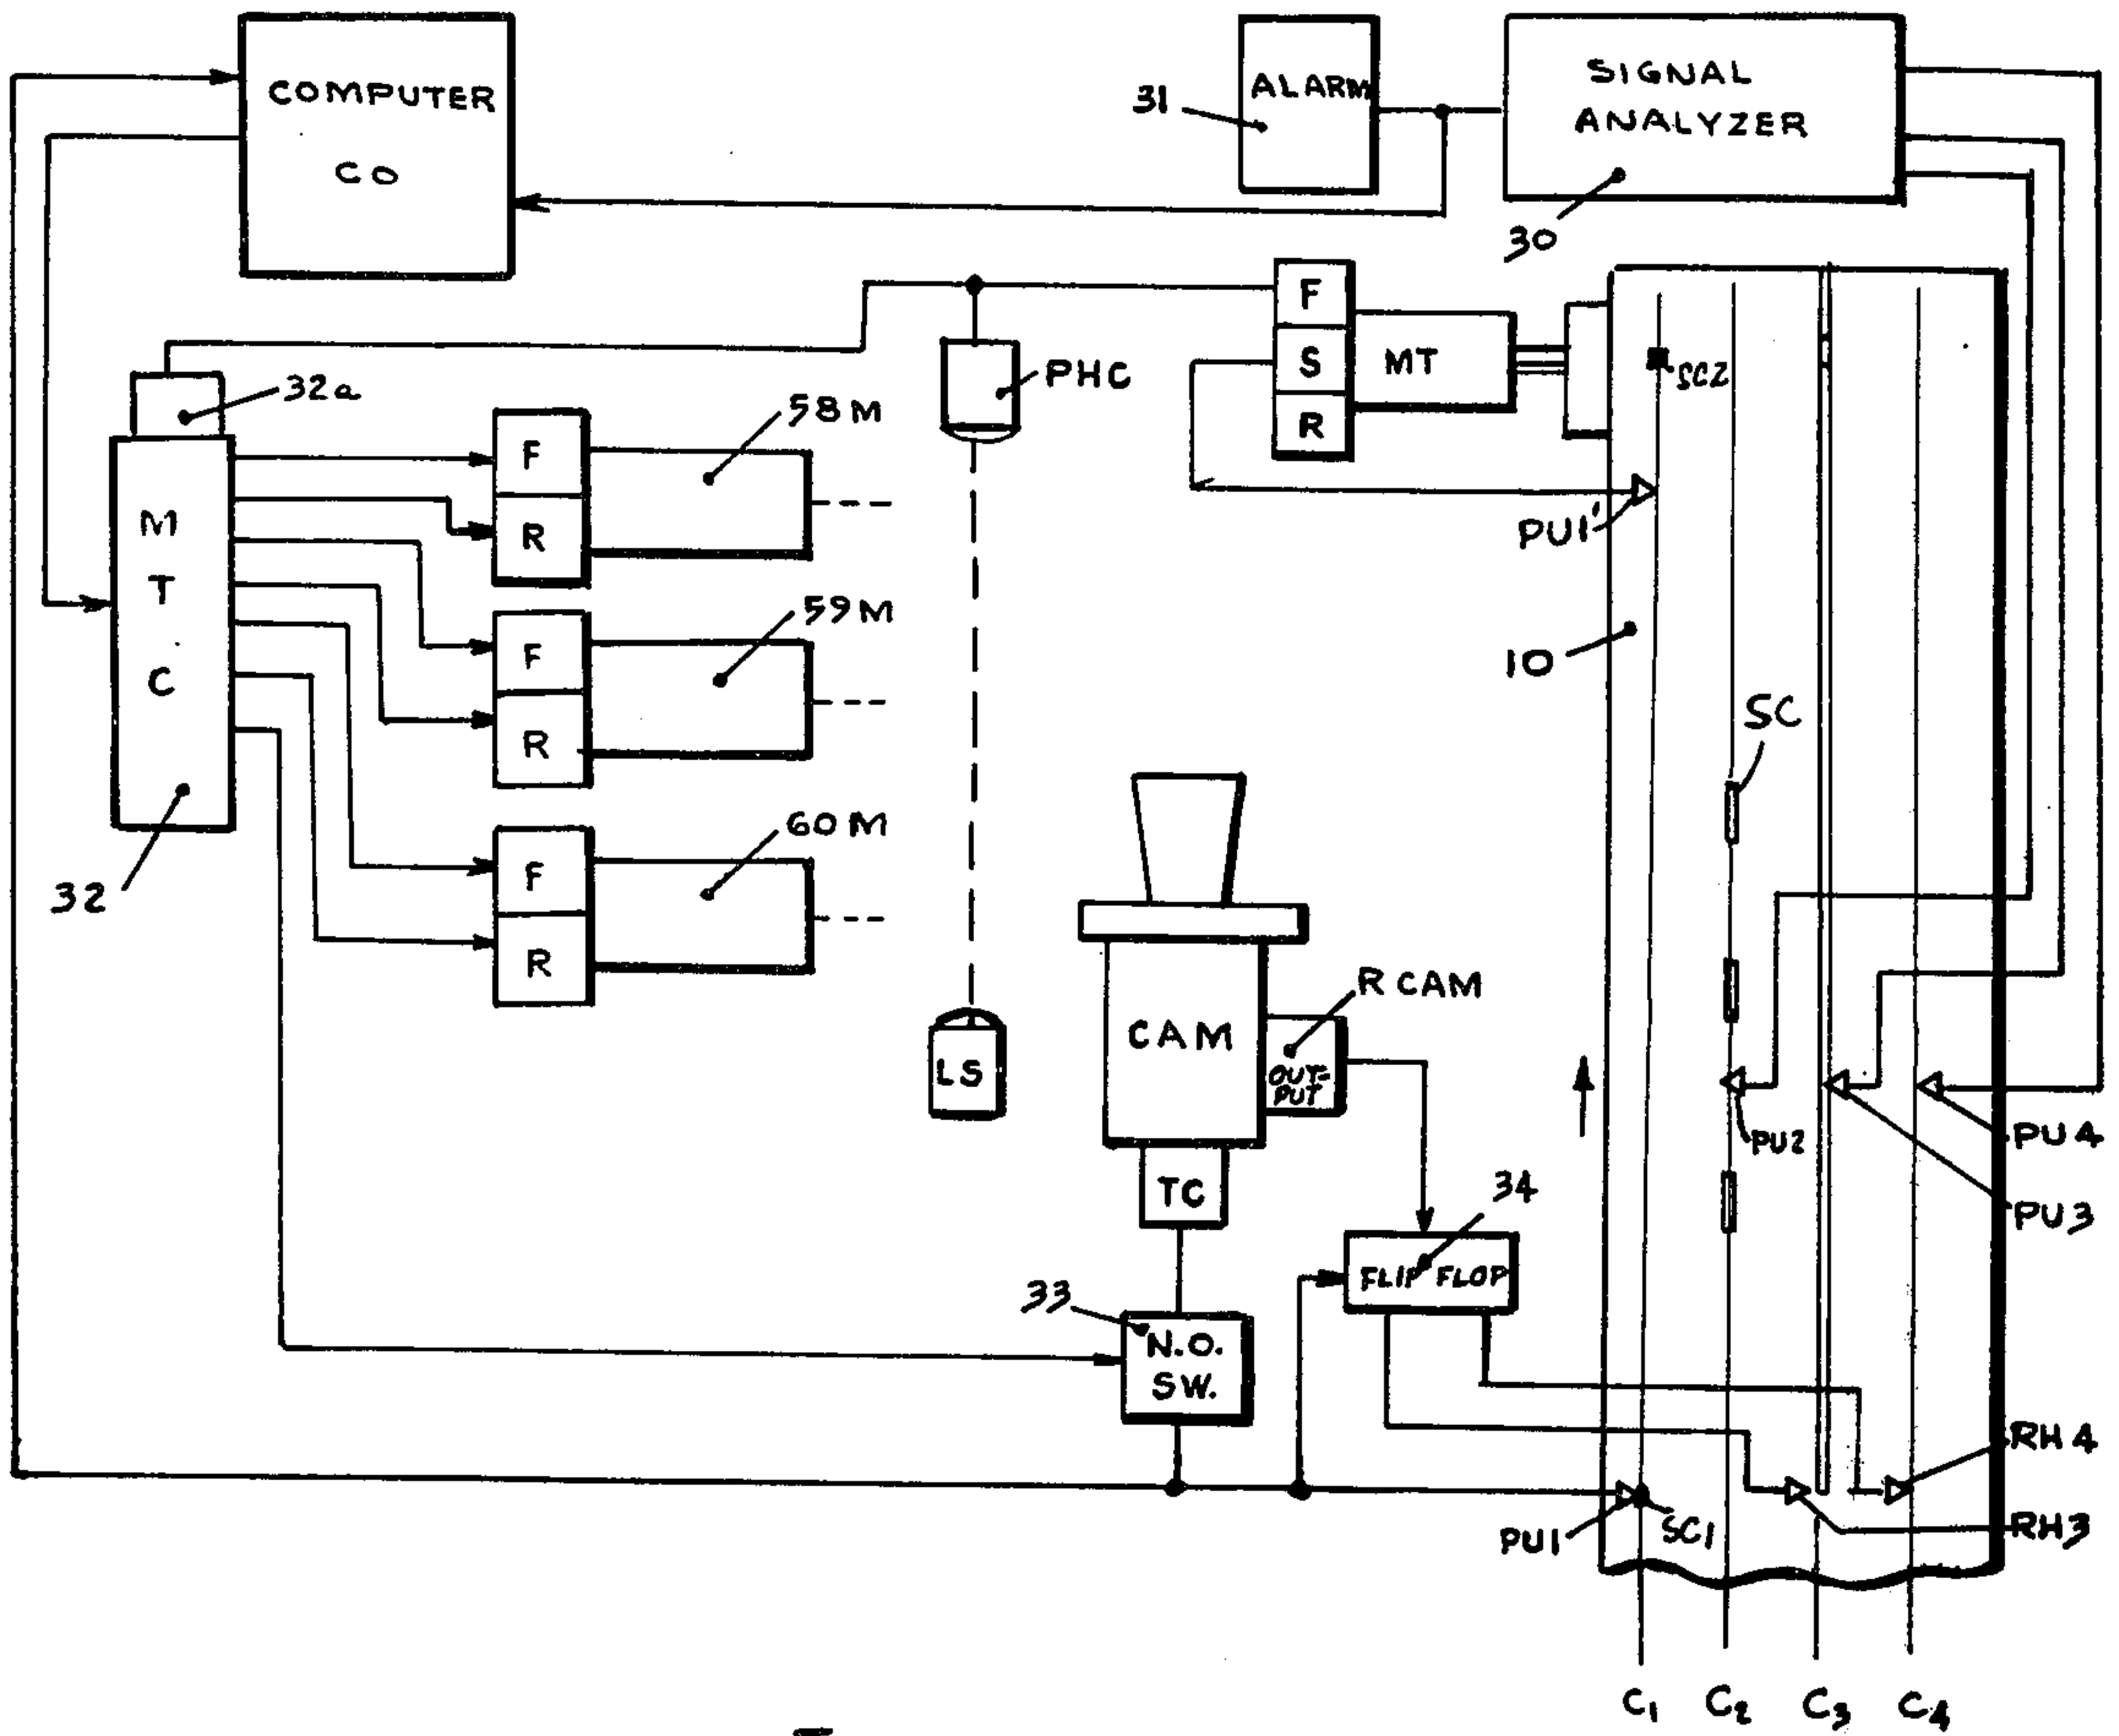 COMPUTER
CO
ALARM
31
SIGNAL
ANALYZER
30
32a
M
T
C
32
F
R
58M
F
R
59M
F
R
60M
PHC
LS
F
S
R
MT
SC2
PU1'
10
SC
CAM
R CAM
OUT=
PUT
TC
34
FLIP FLOP
33
N.O.
SW.
PU2
PU4
PU3
RH4
RH3
PU1
SC1
C1
C2
C3
C4